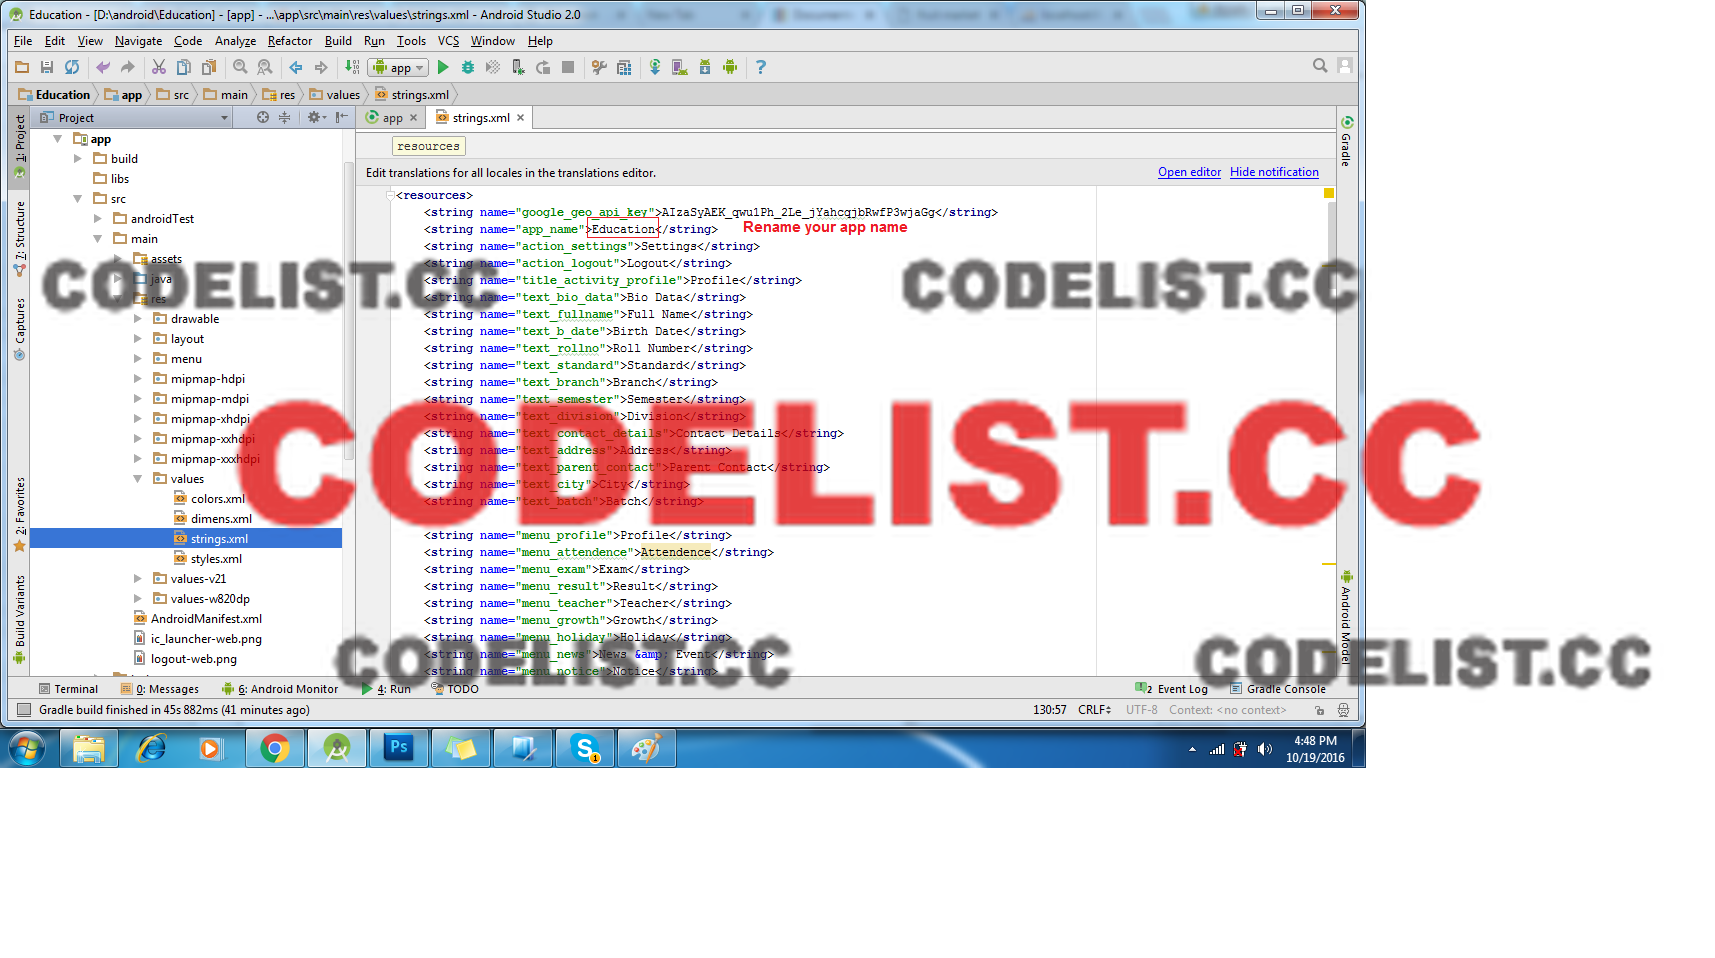 Education - [D:\android\Education] - [app] - ...\app\src\main\res\values\strings.xml - Android Studio 2.0
File Edit View Navigate Code Analyze Refactor Build Run Tools VCS Window Help
app
Education app src main res values strings.xml
1: Project
7: Structure
Captures
2: Favorites
Build Variants
Project
app
build
libs
src
androidTest
main
assets
java
res
drawable
layout
menu
mipmap-hdpi
mipmap-mdpi
mipmap-xhdpi
mipmap-xxhdpi
mipmap-xxxhdpi
values
colors.xml
dimens.xml
strings.xml
styles.xml
values-v21
values-w820dp
AndroidManifest.xml
ic_launcher-web.png
logout-web.png
app strings.xml
resources
Edit translations for all locales in the translations editor. Open editor Hide notification
<resources>
<string name="google_geo_api_key">AIzaSyAEK_qwu1Ph_2Le_jYahcqjbRwfP3wjaGg</string>
<string name="app_name">Education</string> Rename your app name
<string name="action_settings">Settings</string>
<string name="action_logout">Logout</string>
<string name="title_activity_profile">Profile</string>
<string name="text_bio_data">Bio Data</string>
<string name="text_fullname">Full Name</string>
<string name="text_b_date">Birth Date</string>
<string name="text_rollno">Roll Number</string>
<string name="text_standard">Standard</string>
<string name="text_branch">Branch</string>
<string name="text_semester">Semester</string>
<string name="text_division">Division</string>
<string name="text_contact_details">Contact Details</string>
<string name="text_address">Address</string>
<string name="text_parent_contact">Parent Contact</string>
<string name="text_city">City</string>
<string name="text_batch">Batch</string>
<string name="menu_profile">Profile</string>
<string name="menu_attendence">Attendence</string>
<string name="menu_exam">Exam</string>
<string name="menu_result">Result</string>
<string name="menu_teacher">Teacher</string>
<string name="menu_growth">Growth</string>
<string name="menu_holiday">Holiday</string>
<string name="menu_news">News &amp; Event</string>
<string name="menu_notice">Notice</string>
Gradle
Android Model
CODELIST.CC
CODELIST.CC
CODELIST.CC
CODELIST.CC
CODELIST.CC
Terminal 0: Messages 6: Android Monitor 4: Run TODO 2 Event Log Gradle Console
Gradle build finished in 45s 882ms (41 minutes ago) 130:57 CRLF UTF-8 Context: <no context>
Ps
S 1
4:48 PM
10/19/2016